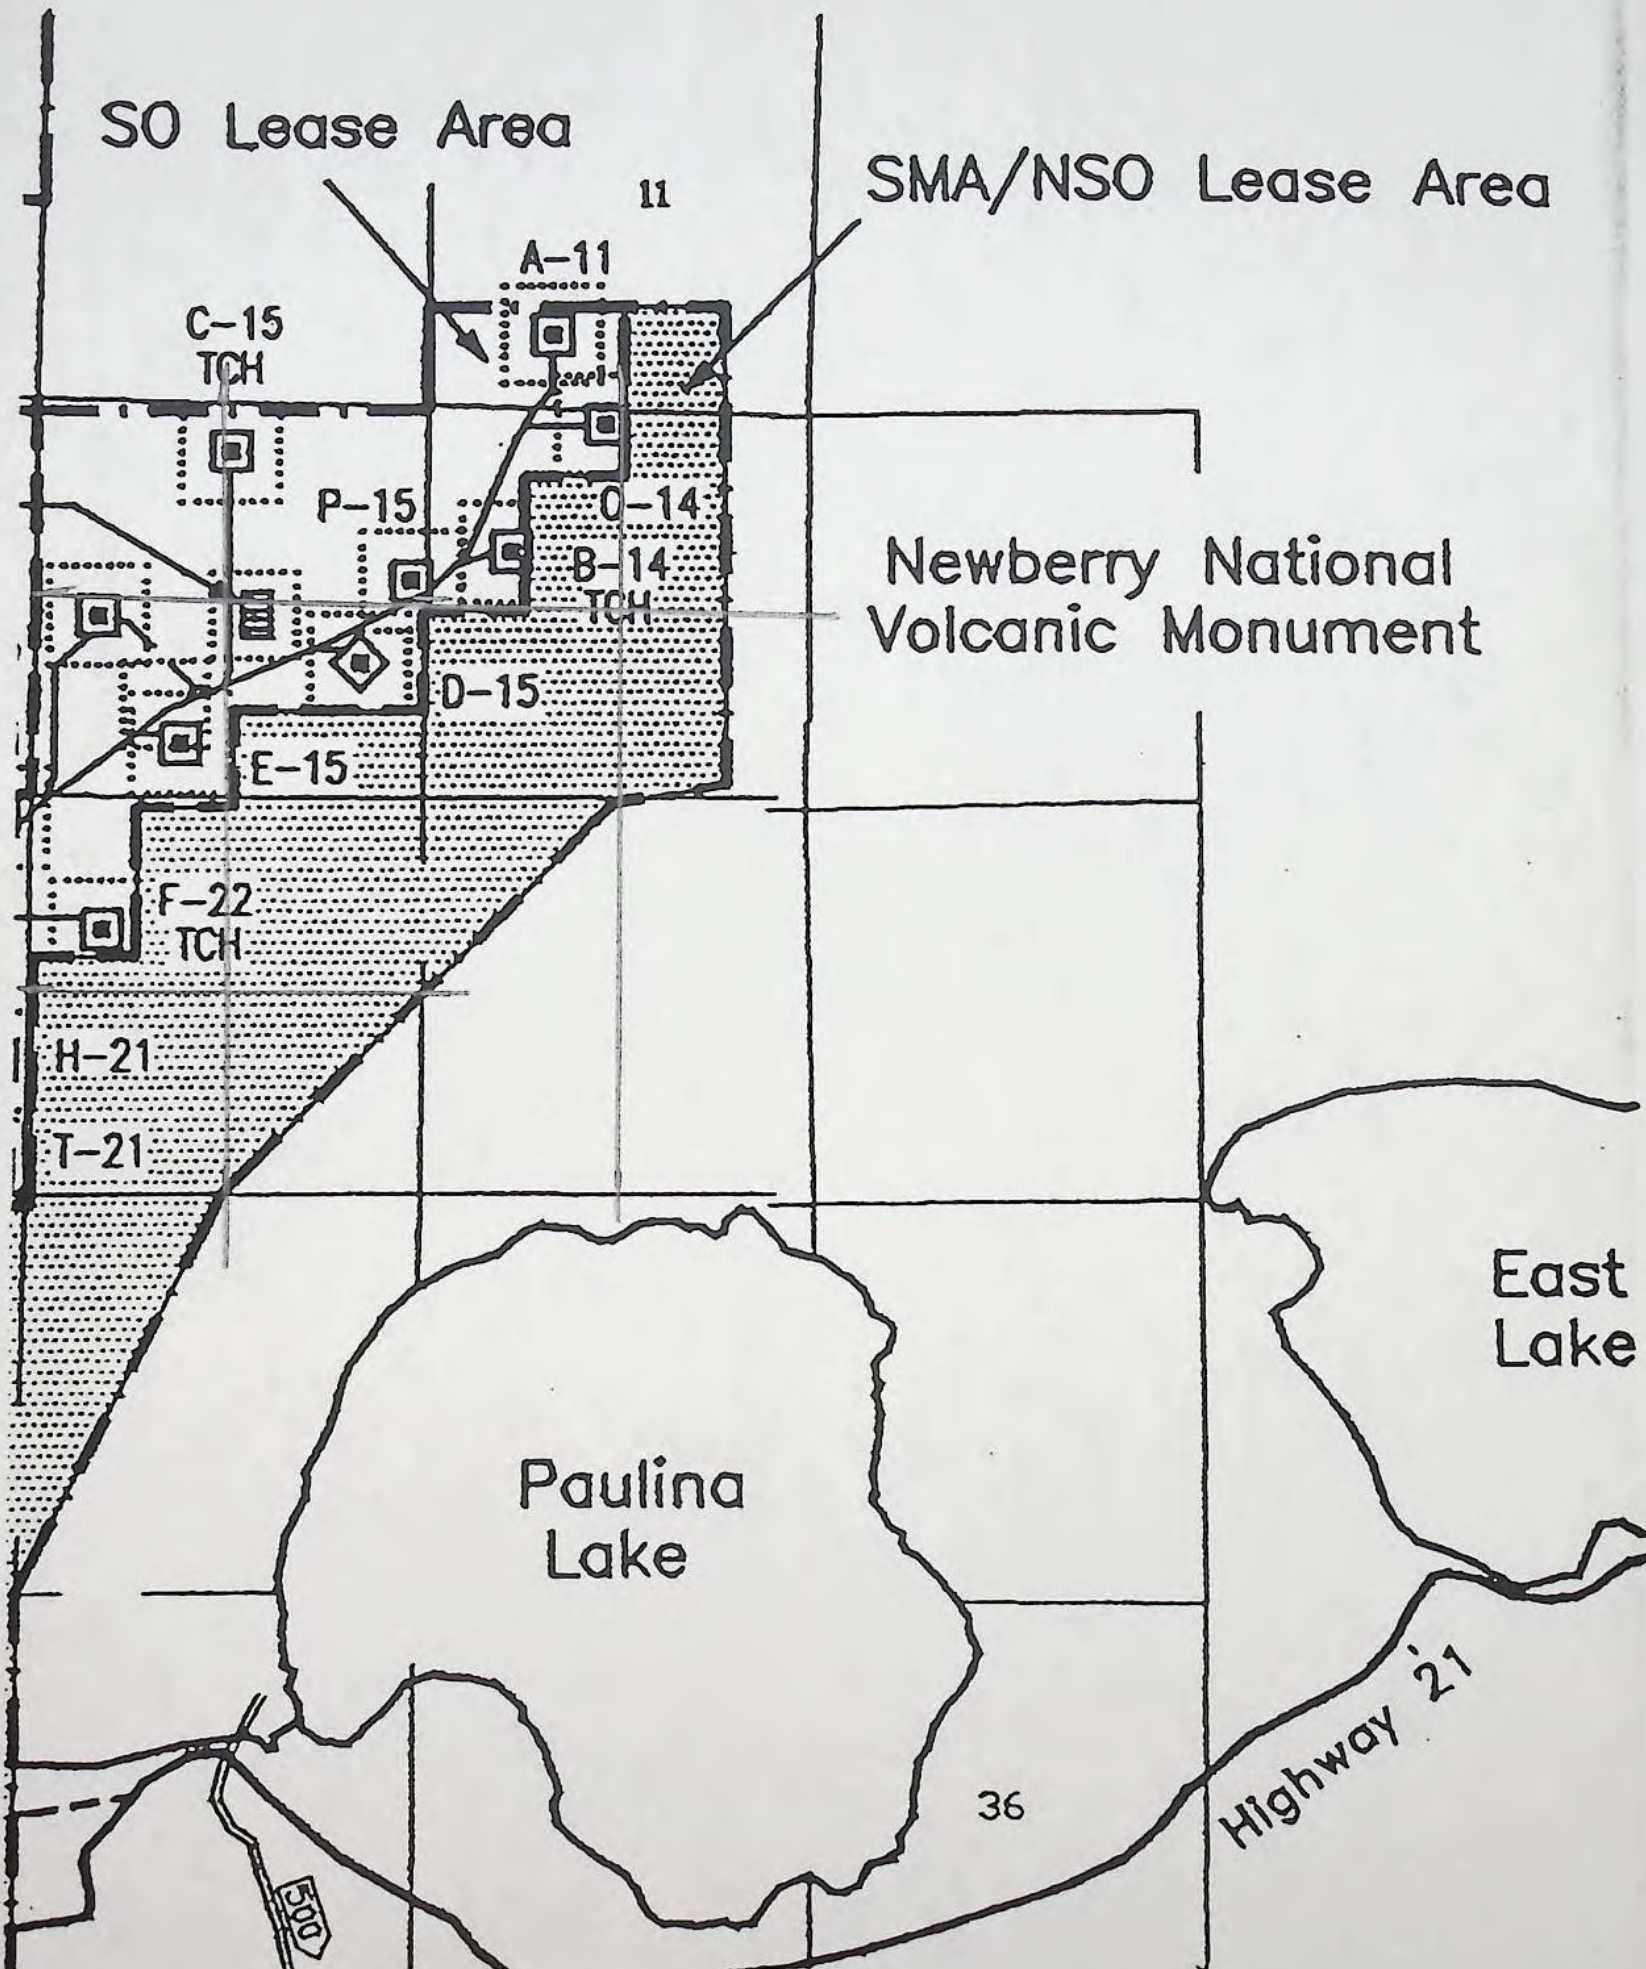 SO Lease Area
11
SMA/NSO Lease Area
A-11
C-15
TCH
P-15
O-14
B-14
TCH
Newberry National
Volcanic Monument
D-15
E-15
F-22
TCH
H-21
T-21
East
Lake
Paulina
Lake
36
Highway 21
500